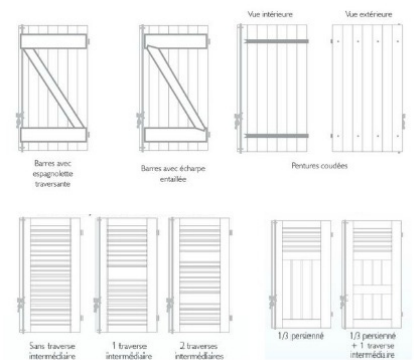 Vue intérieure
Vue extérieure
Barres avec
espagnolette
traversante
Barres avec écharpe
entaillée
Pentures coudées
Sans traverse
intermédiaire
1 traverse
intermédiaire
2 traverses
intermédiaires
1/3 persienné
1/3 persienné
+ 1 traverse
intermédiaire